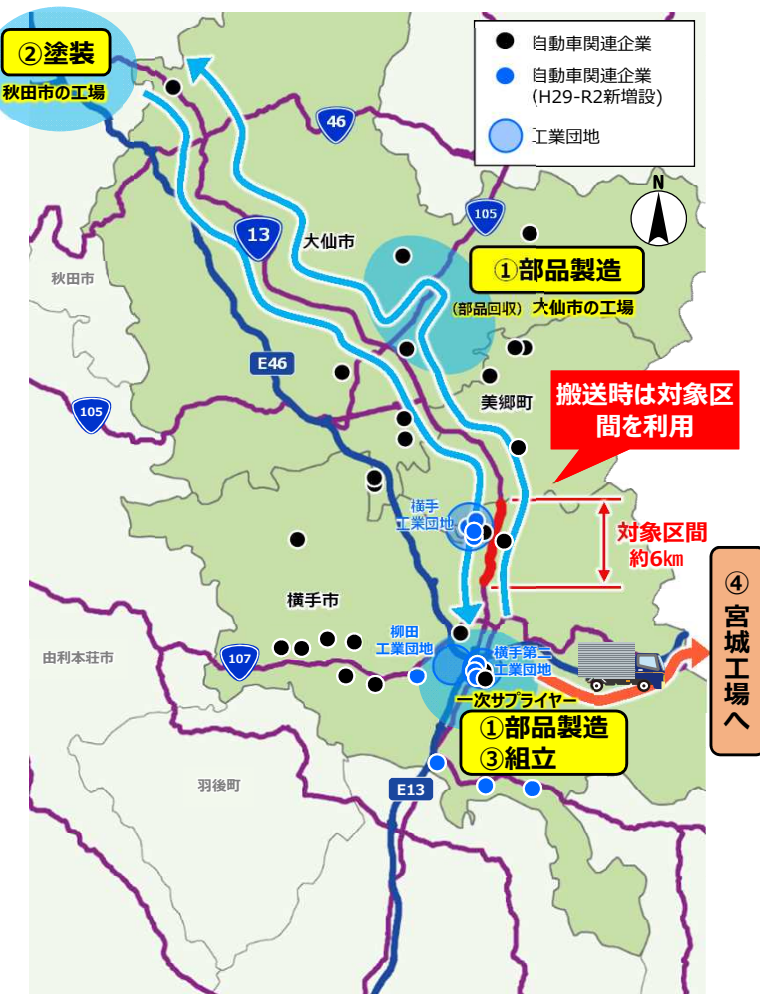 ②塗装
秋田市の工場
自動車関連企業
自動車関連企業
(H29-R2新増設)
工業団地
N
46
105
13
大仙市
①部品製造
(部品回収) 大仙市の工場
秋田市
E46
105
美郷町
搬送時は対象区
間を利用
横手
工業団地
対象区間
約6㎞
横手市
柳田
工業団地
横手第二
工業団地
107
由利本荘市
一次サプライヤー
①部品製造
③組立
④宮城工場へ
羽後町
E13